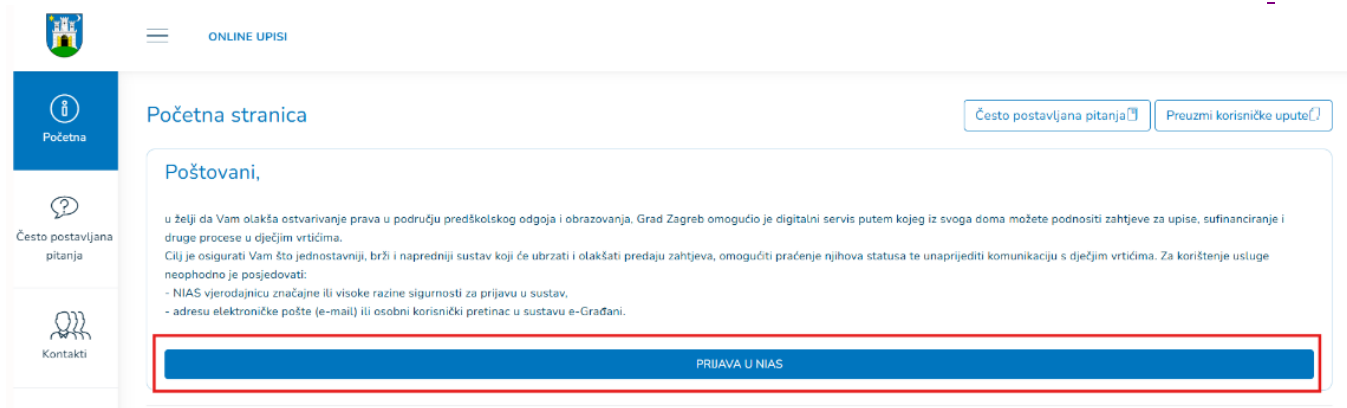 ONLINE UPISI
Početna
Često postavljana
pitanja
Kontakti
Početna stranica
Često postavljana pitanja
Preuzmi korisničke upute
Poštovani,
u želji da Vam olakša ostvarivanje prava u području predškolskog odgoja i obrazovanja, Grad Zagreb omogućio je digitalni servis putem kojeg iz svoga doma možete podnositi zahtjeve za upise, sufinanciranje i
druge procese u dječjim vrtićima.
Cilj je osigurati Vam što jednostavniji, brži i napredniji sustav koji će ubrzati i olakšati predaju zahtjeva, omogućiti praćenje njihova statusa te unaprijediti komunikaciju s dječjim vrtićima. Za korištenje usluge
neophodno je posjedovati:
- NIAS vjerodajnicu značajne ili visoke razine sigurnosti za prijavu u sustav,
- adresu elektroničke pošte (e-mail) ili osobni korisnički pretinac u sustavu e-Građani.
PRIJAVA U NIAS